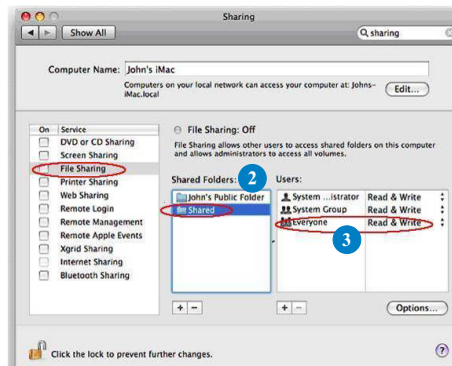 Sharing
Show All
sharing
Computer Name: John's iMac
Computers on your local network can access your computer at: Johns-
iMac.local
Edit...
On Service
DVD or CD Sharing
Screen Sharing
File Sharing
Printer Sharing
Web Sharing
Remote Login
Remote Management
Remote Apple Events
Xgrid Sharing
Internet Sharing
Bluetooth Sharing
File Sharing: Off
File Sharing allows other users to access shared folders on this computer
and allows administrators to access all volumes.
Shared Folders: 2 Users:
John's Public Folder
Shared
System ...istrator Read & Write
System Group Read & Write
Everyone Read & Write
3
+ −
+ −
Options...
Click the lock to prevent further changes.
?